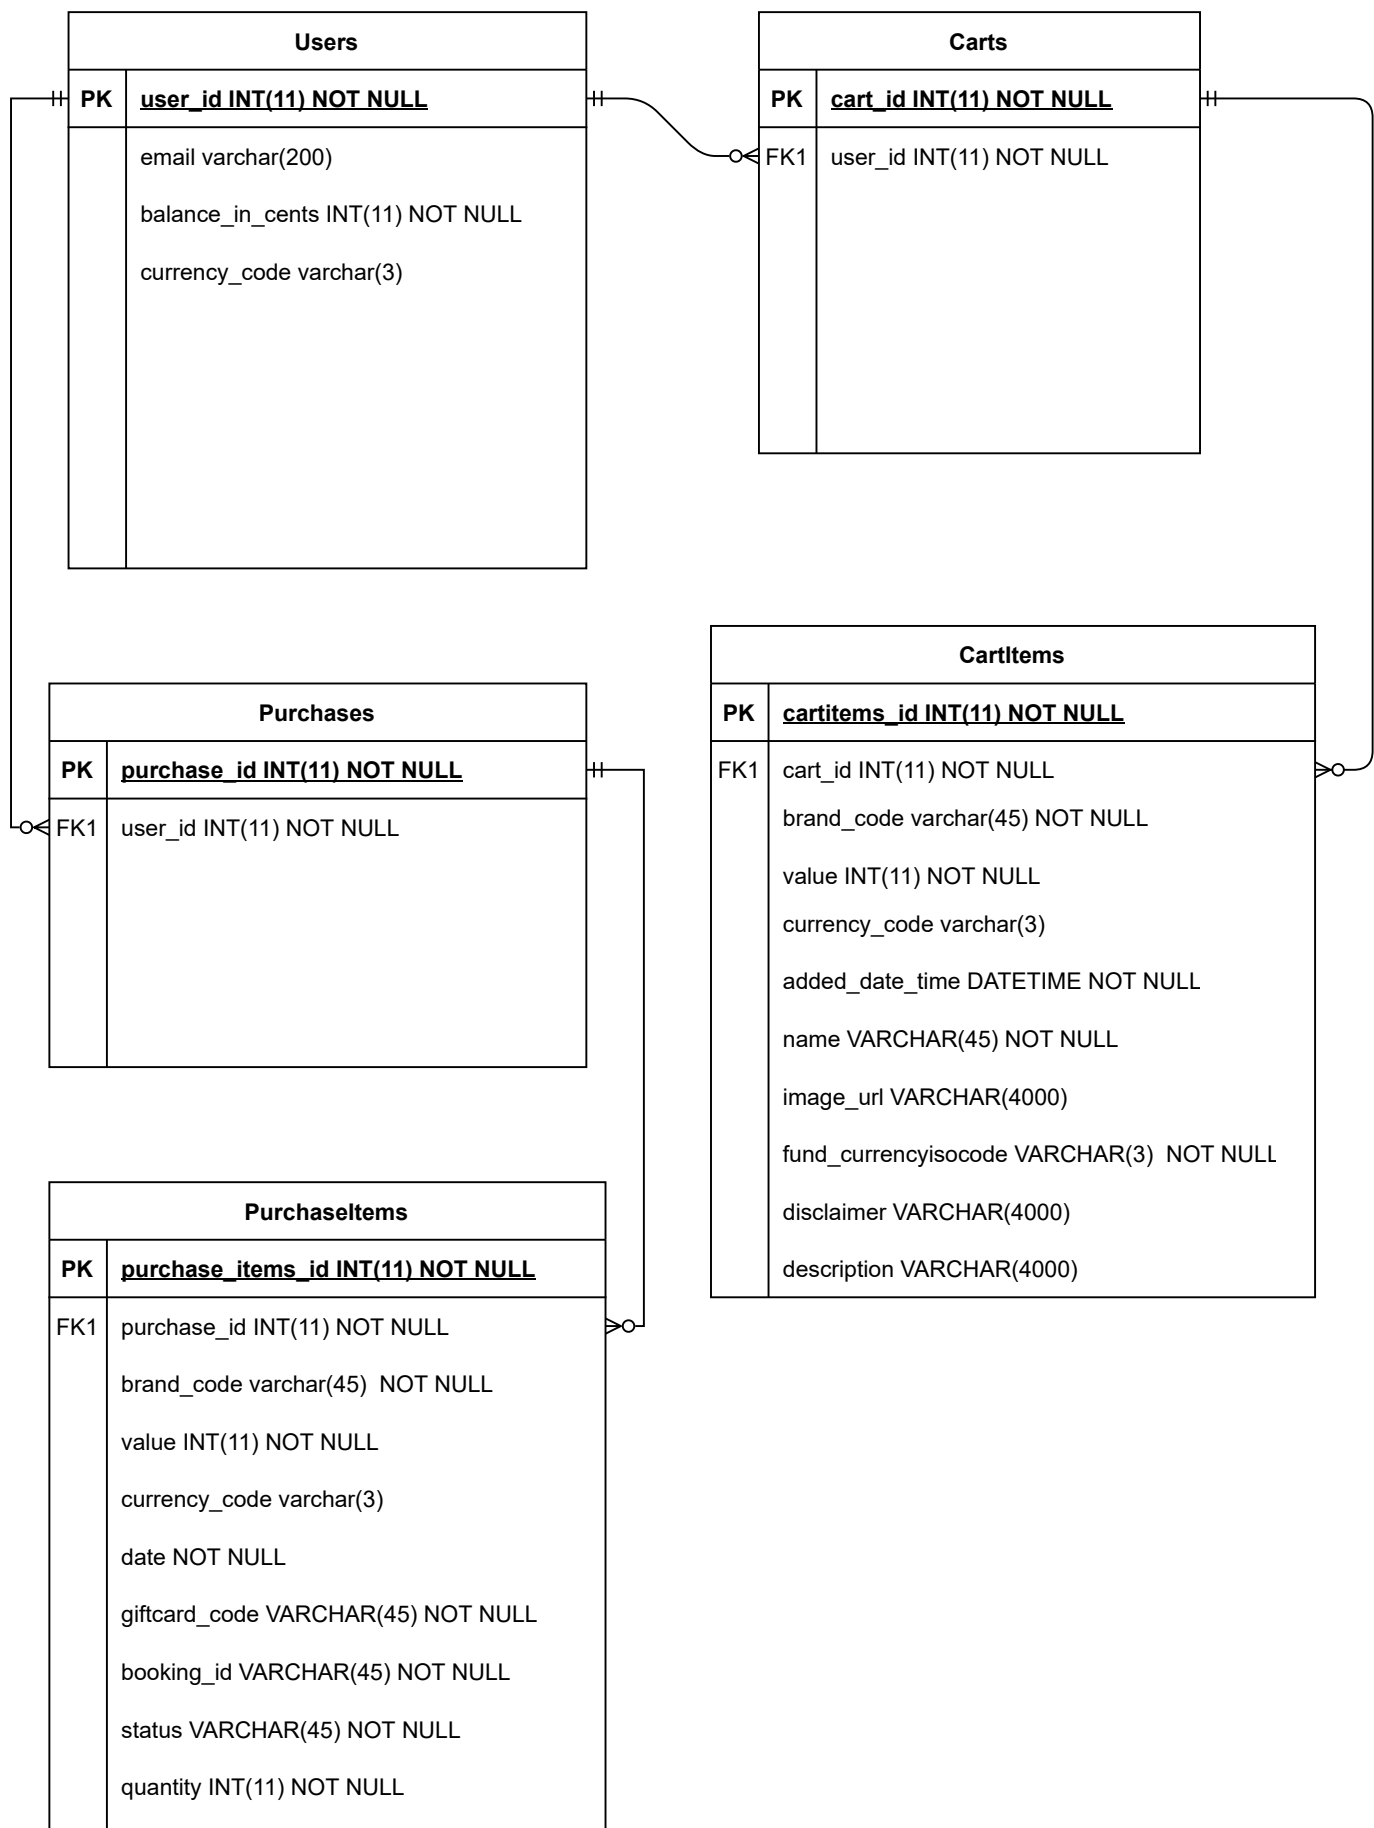 Users
PK user_id INT(11) NOT NULL
email varchar(200)
balance_in_cents INT(11) NOT NULL
currency_code varchar(3)
Carts
PK cart_id INT(11) NOT NULL
FK1 user_id INT(11) NOT NULL
Purchases
PK purchase_id INT(11) NOT NULL
FK1 user_id INT(11) NOT NULL
CartItems
PK cartitems_id INT(11) NOT NULL
FK1 cart_id INT(11) NOT NULL
brand_code varchar(45) NOT NULL
value INT(11) NOT NULL
currency_code varchar(3)
added_date_time DATETIME NOT NULL
name VARCHAR(45) NOT NULL
image_url VARCHAR(4000)
fund_currencyisocode VARCHAR(3) NOT NULL
disclaimer VARCHAR(4000)
description VARCHAR(4000)
PurchaseItems
PK purchase_items_id INT(11) NOT NULL
FK1 purchase_id INT(11) NOT NULL
brand_code varchar(45) NOT NULL
value INT(11) NOT NULL
currency_code varchar(3)
date NOT NULL
giftcard_code VARCHAR(45) NOT NULL
booking_id VARCHAR(45) NOT NULL
status VARCHAR(45) NOT NULL
quantity INT(11) NOT NULL